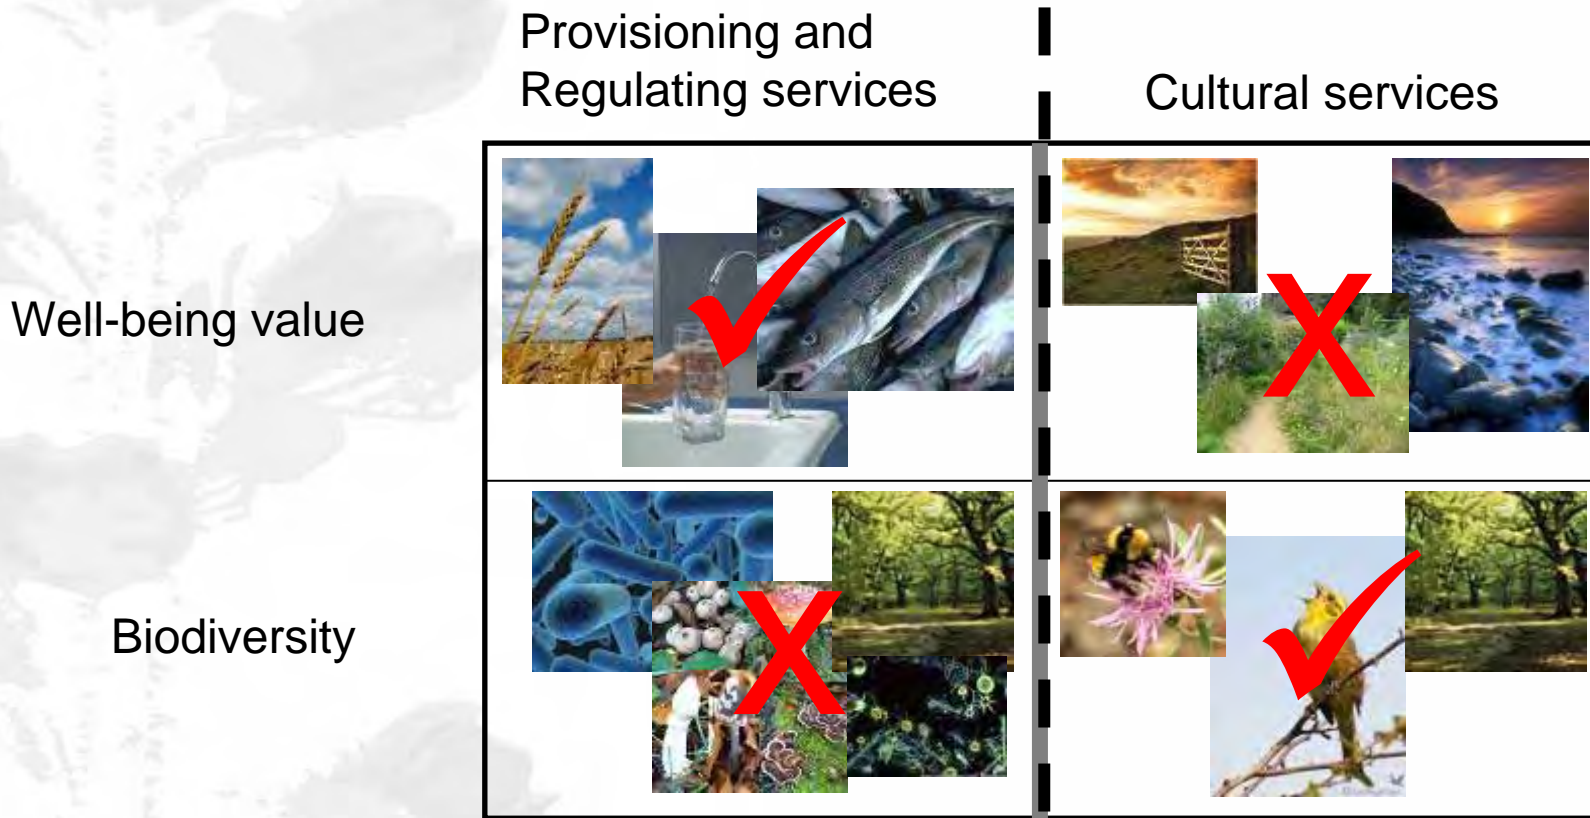 Provisioning and
Regulating services
Cultural services
Well-being value
X
Biodiversity
X